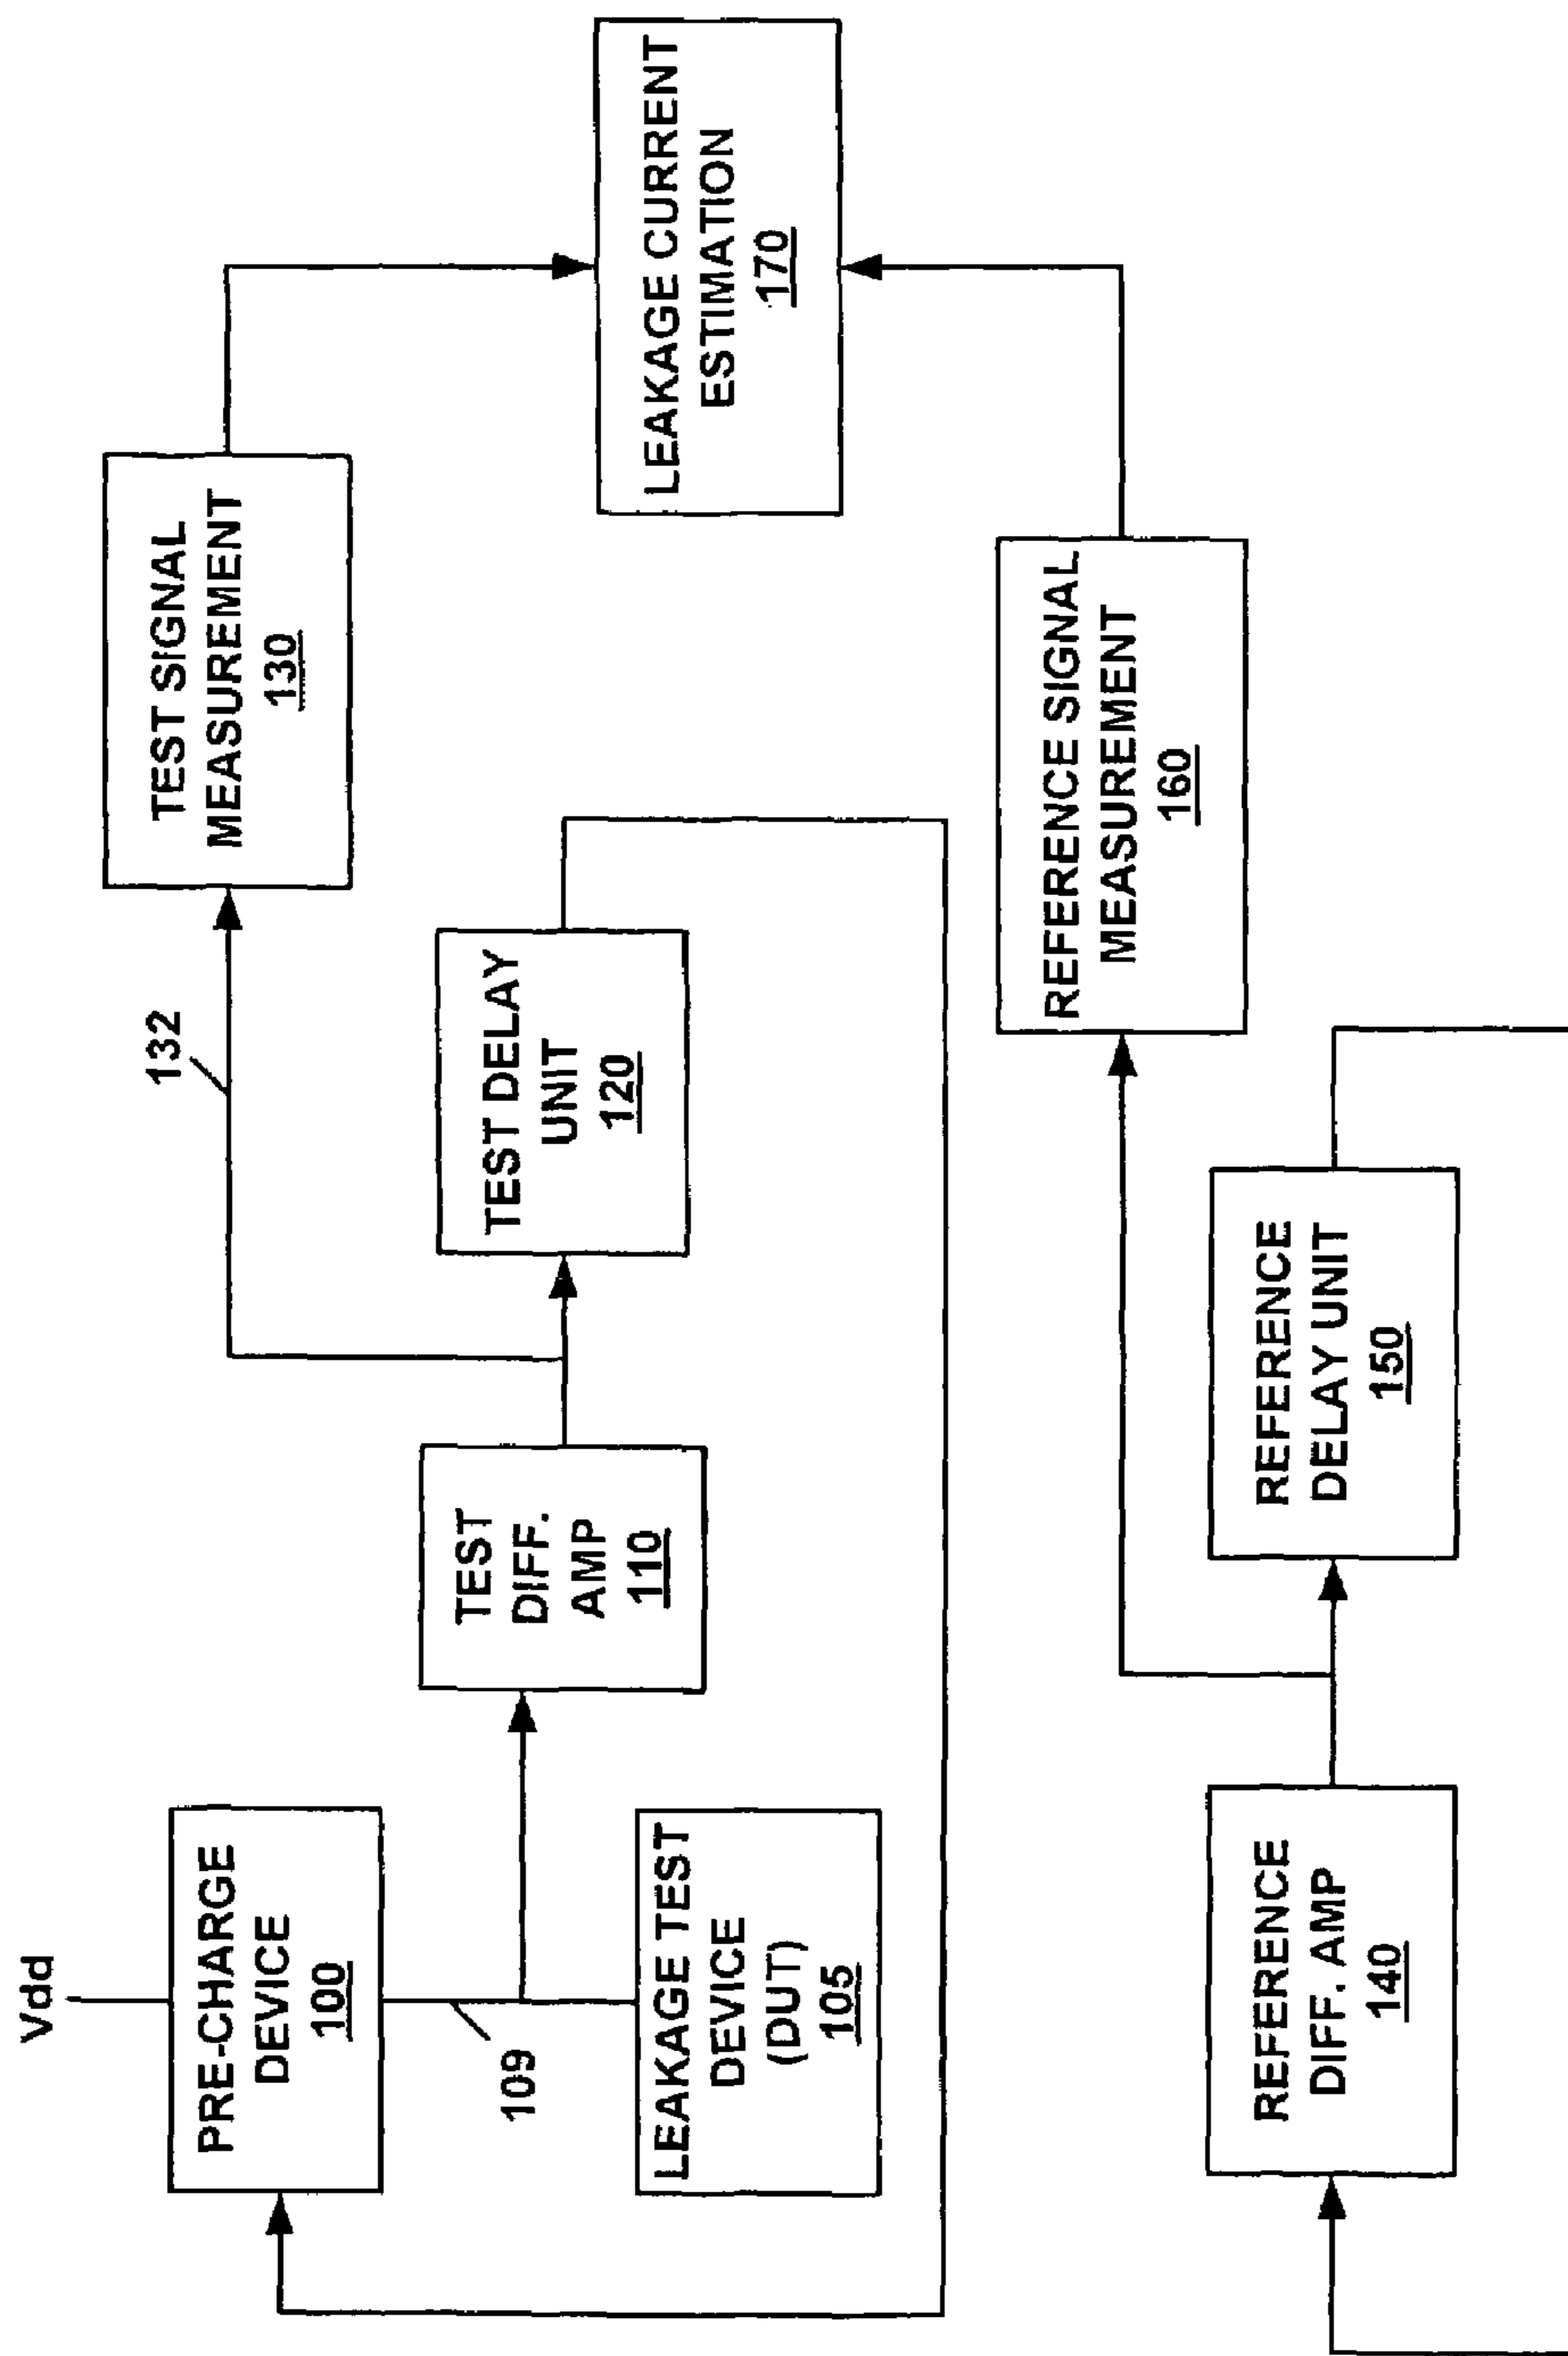 Vdd
PRE-CHARGE
DEVICE
100
109
LEAKAGE TEST
DEVICE
(DUT)
105
TEST
DIFF.
AMP
110
132
TEST DELAY
UNIT
120
TEST SIGNAL
MEASUREMENT
130
LEAKAGE CURRENT
ESTIMATION
170
REFERENCE
DIFF. AMP
140
REFERENCE
DELAY UNIT
150
REFERENCE SIGNAL
MEASUREMENT
160